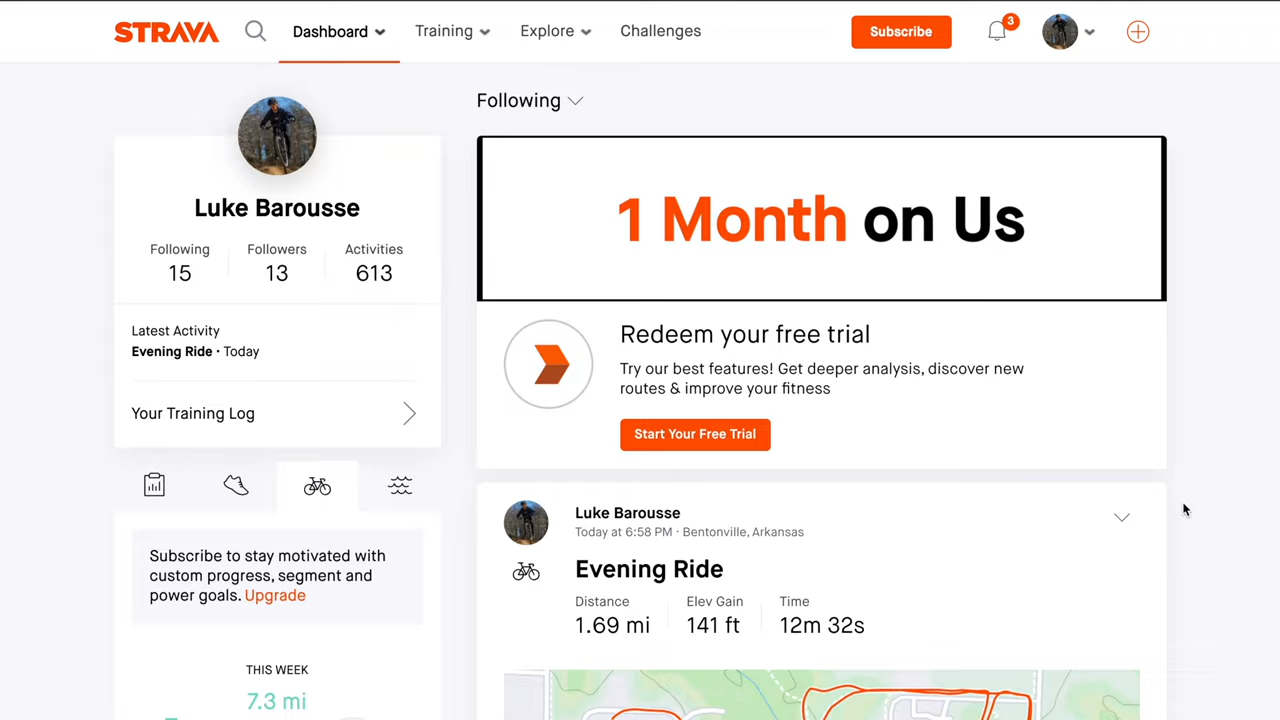 STRAVA
Dashboard
Training
Explore
Challenges
Subscribe
3
Luke Barousse
Following
Followers
Activities
15
13
613
Latest Activity
Evening Ride · Today
Your Training Log
Subscribe to stay motivated with
custom progress, segment and
power goals. Upgrade
THIS WEEK
7.3 mi
Following
1 Month on Us
Redeem your free trial
Try our best features! Get deeper analysis, discover new
routes & improve your fitness
Start Your Free Trial
Luke Barousse
Today at 6:58 PM · Bentonville, Arkansas
Evening Ride
Distance
Elev Gain
Time
1.69 mi
141 ft
12m 32s